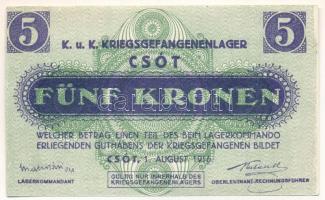 5 5
K. u. K. KRIEGSGEFANGENENLAGER
CSÓT
FÜNF KRONEN
WELCHER BETRAG EINEN TEIL DES BEIM LAGERKOMMANDO
ERLIEGENDEN GUTHABENS DER KRIEGSGEFANGENEN BILDET
CSÓT, 1. AUGUST 1916
LAGERKOMMANDANT
GÜLTIG NUR INNERHALB DES
KRIEGSGEFANGENENLAGERS
OBERLEUTNANT-RECHNUNGSFÜHRER